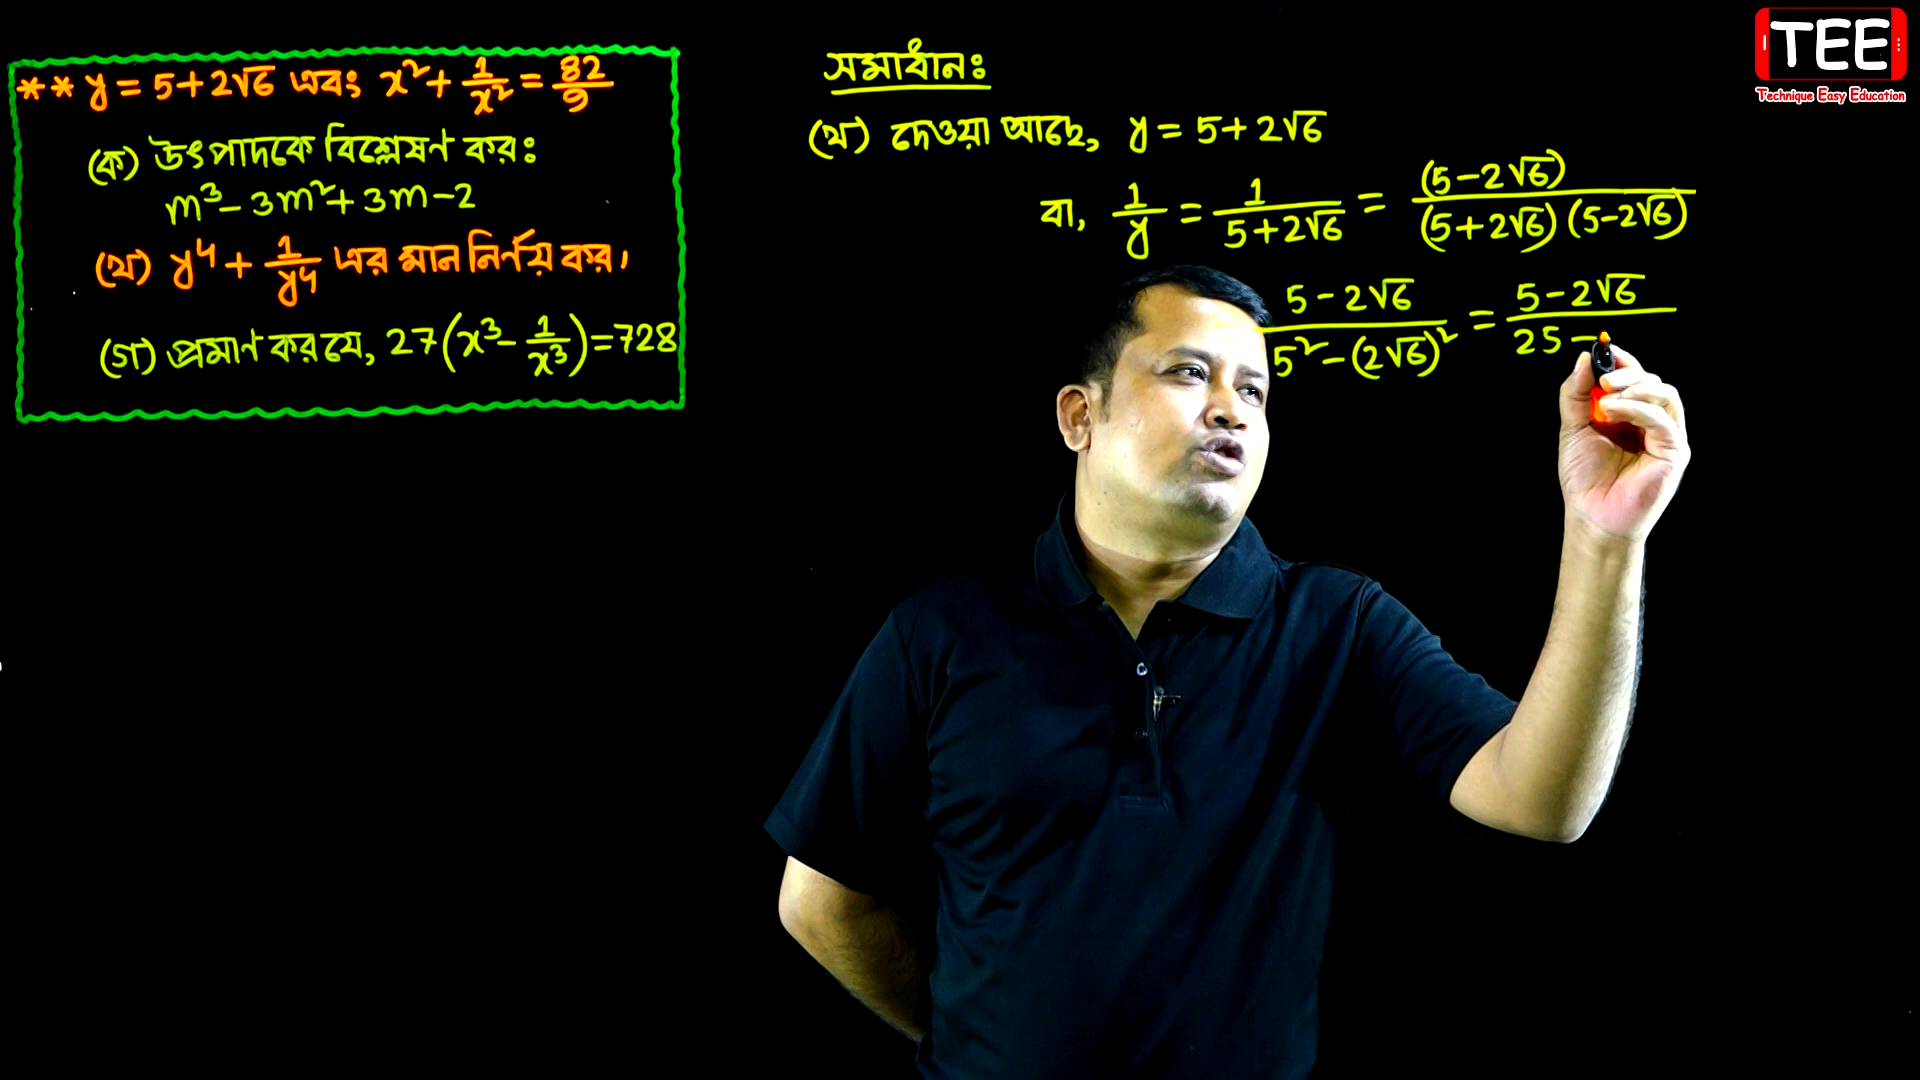 ** y = 5+2√6 এবং x² + 1/x² = 82/9
(ক) উৎপাদকে বিশ্লেষণ কর:
m³ - 3m² + 3m - 2
(খ) y⁴ + 1/y⁴ এর মান নির্ণয় কর।
(গ) প্রমাণ কর যে, 27(x³ - 1/x³) = 728
সমাধান:
(খ) দেওয়া আছে, y = 5+2√6
বা, 1/y = 1/(5+2√6) = (5-2√6)/(5+2√6)(5-2√6)
5-2√6/5²-(2√6)² = 5-2√6/25-
TEE
Technique Easy Education